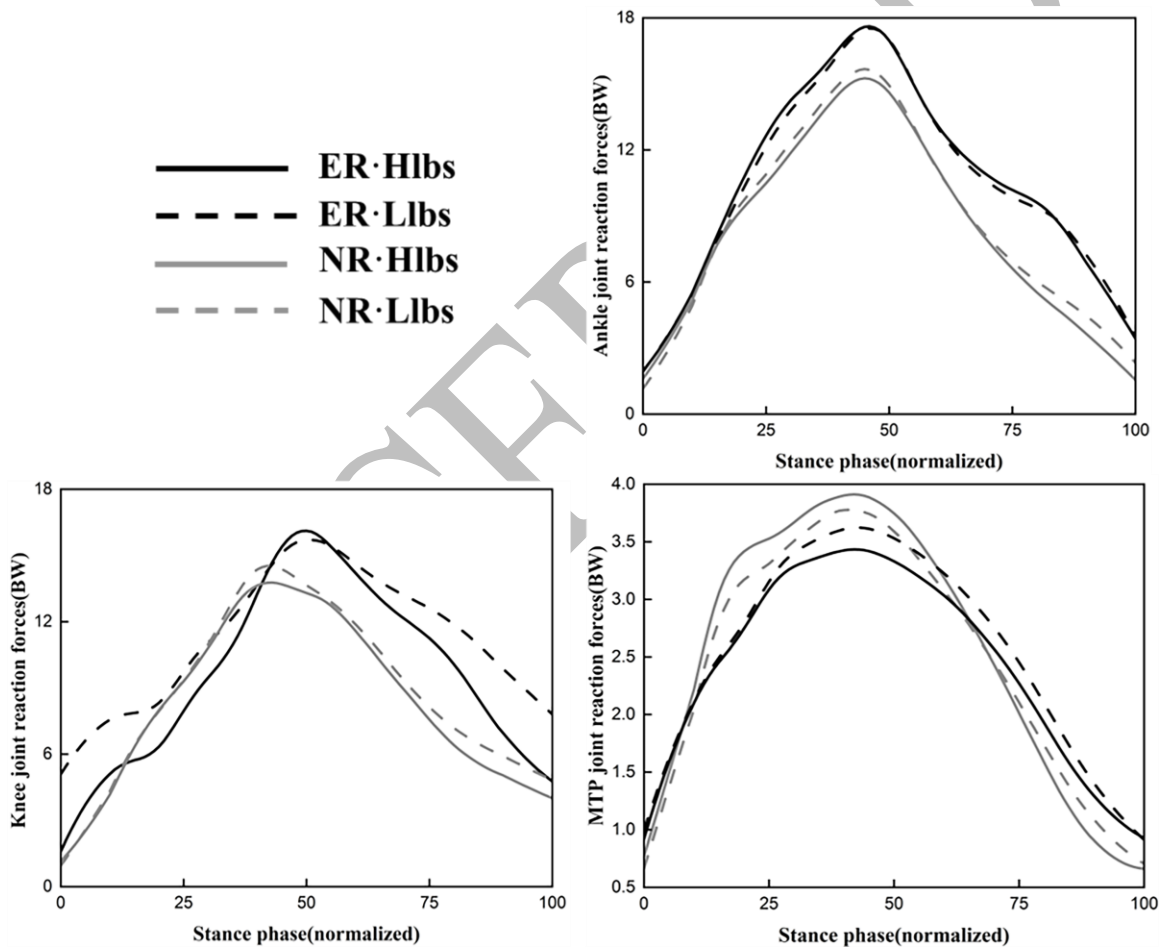 ER·Hlbs
ER·Llbs
NR·Hlbs
NR·Llbs
18
12
6
0
Ankle joint reaction forces(BW)
0 25 50 75 100
Stance phase(normalized)
18
12
6
0
Knee joint reaction forces(BW)
0 25 50 75 100
Stance phase(normalized)
4.0
3.5
3.0
2.5
2.0
1.5
1.0
0.5
MTP joint reaction forces(BW)
0 25 50 75 100
Stance phase(normalized)